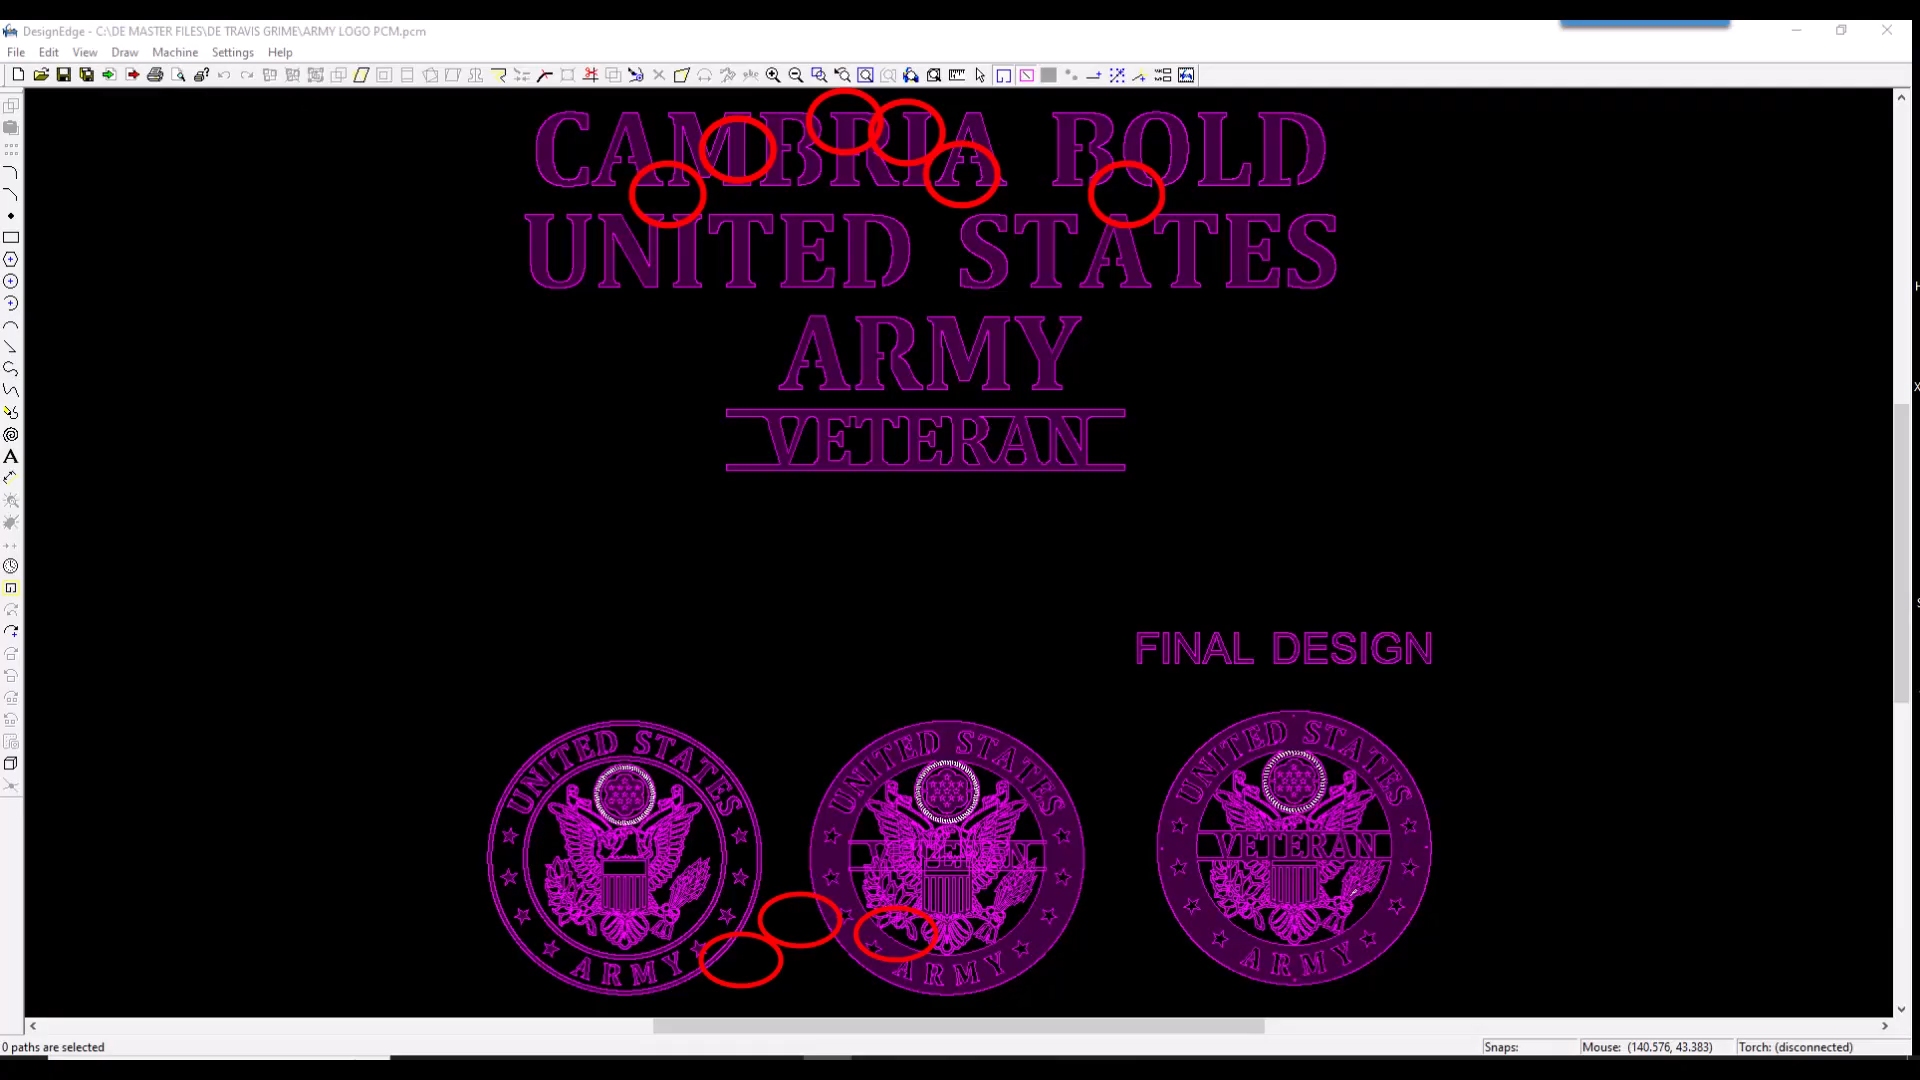 DesignEdge - C:\DE MASTER FILES\DE TRAVIS GRIME\ARMY LOGO PCM.pcm
File Edit View Draw Machine Settings Help
CAMBRIA BOLD
UNITED STATES
ARMY
VETERAN
FINAL DESIGN
UNITED STATES
ARMY
UNITED STATES
ARMY
UNITED STATES
VETERAN
ARMY
0 paths are selected
Snaps:
Mouse: (140.576, 43.383)
Torch: (disconnected)